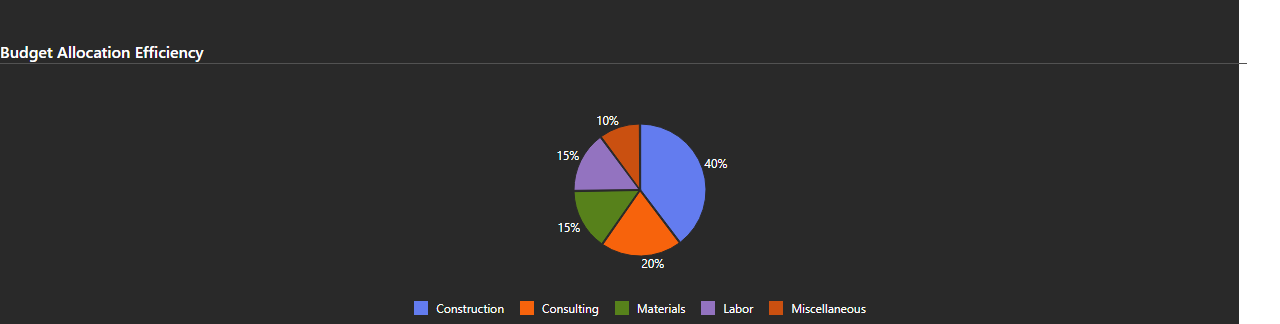 Budget Allocation Efficiency
10%
40%
15%
15%
20%
Construction Consulting Materials Labor Miscellaneous